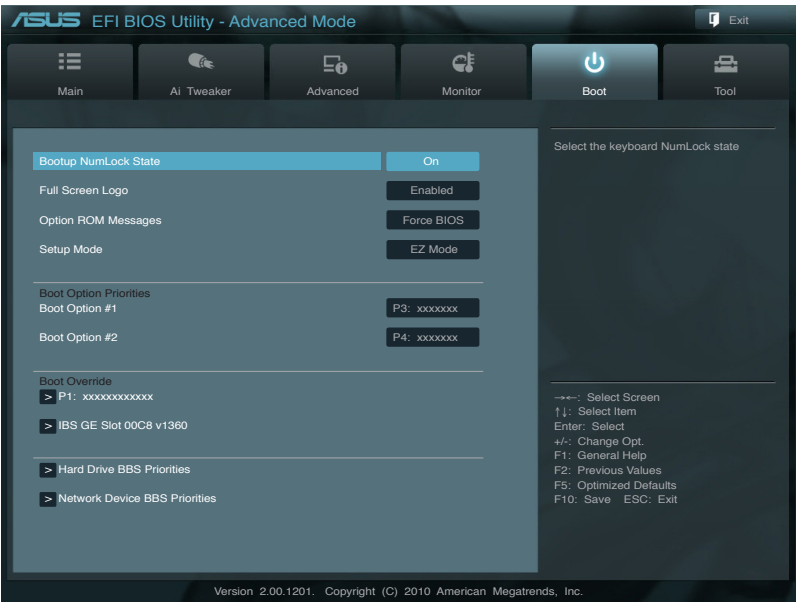 ASUS EFI BIOS Utility - Advanced Mode
Exit
Main
Ai Tweaker
Advanced
Monitor
Boot
Tool
Bootup NumLock State On
Full Screen Logo Enabled
Option ROM Messages Force BIOS
Setup Mode EZ Mode
Boot Option Priorities
Boot Option #1 P3: xxxxxxx
Boot Option #2 P4: xxxxxxx
Boot Override
> P1: xxxxxxxxxxxx
> IBS GE Slot 00C8 v1360
> Hard Drive BBS Priorities
> Network Device BBS Priorities
Select the keyboard NumLock state
→←: Select Screen
↑↓: Select Item
Enter: Select
+/-: Change Opt.
F1: General Help
F2: Previous Values
F5: Optimized Defaults
F10: Save ESC: Exit
Version 2.00.1201. Copyright (C) 2010 American Megatrends, Inc.